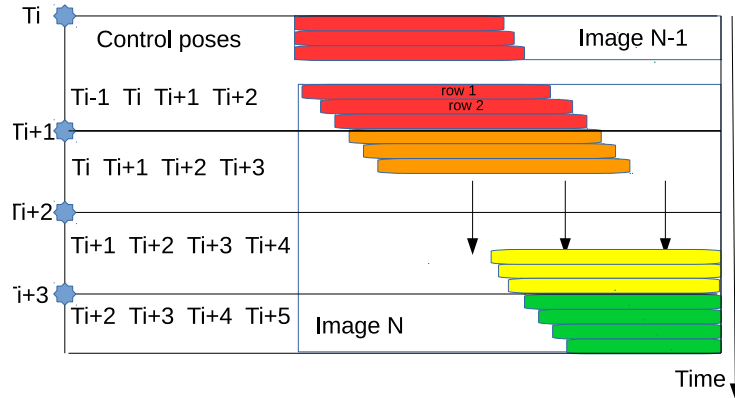 Ti
Control poses
Image N-1
Ti-1 Ti Ti+1 Ti+2
row 1
row 2
Ti+1
Ti Ti+1 Ti+2 Ti+3
Ti+2
Ti+1 Ti+2 Ti+3 Ti+4
Ti+3
Ti+2 Ti+3 Ti+4 Ti+5
Image N
Time